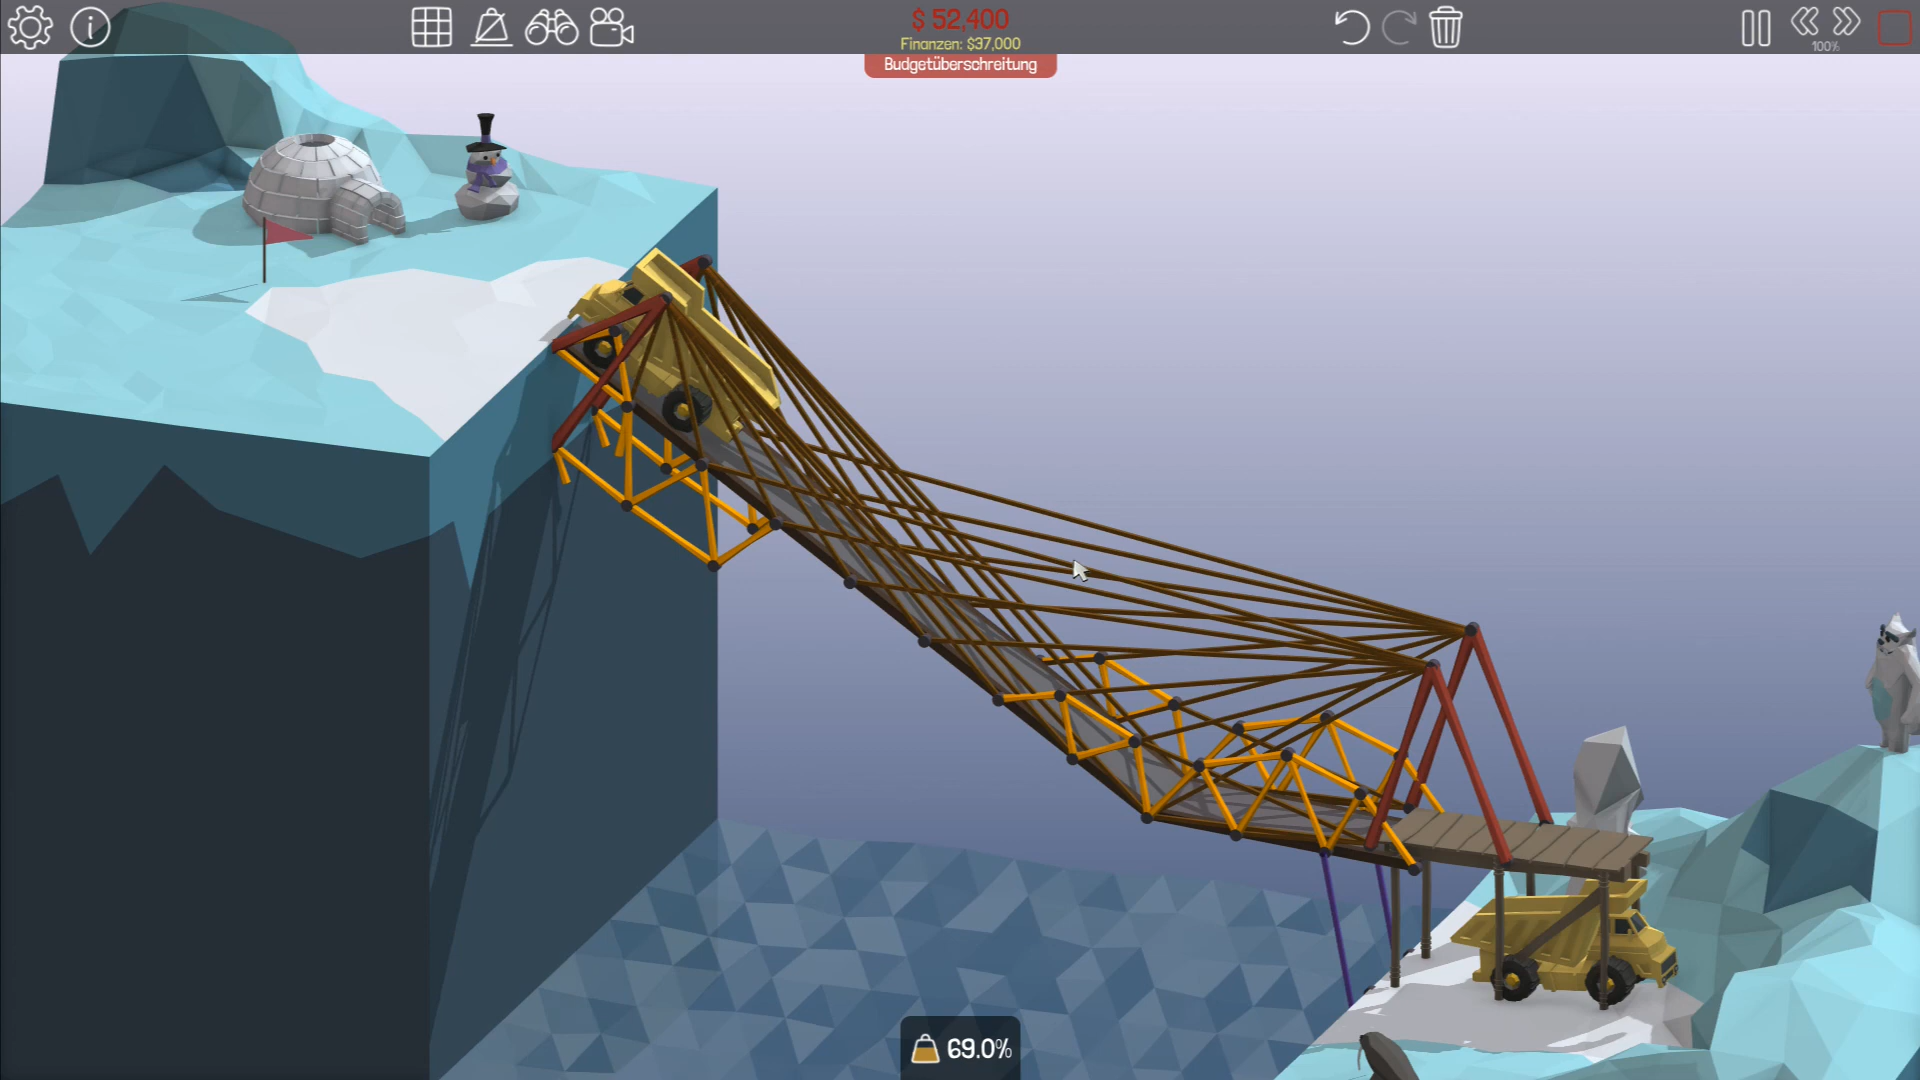 $ 52,400
Finanzen: $37,000
Budgetüberschreitung
100%
69.0%